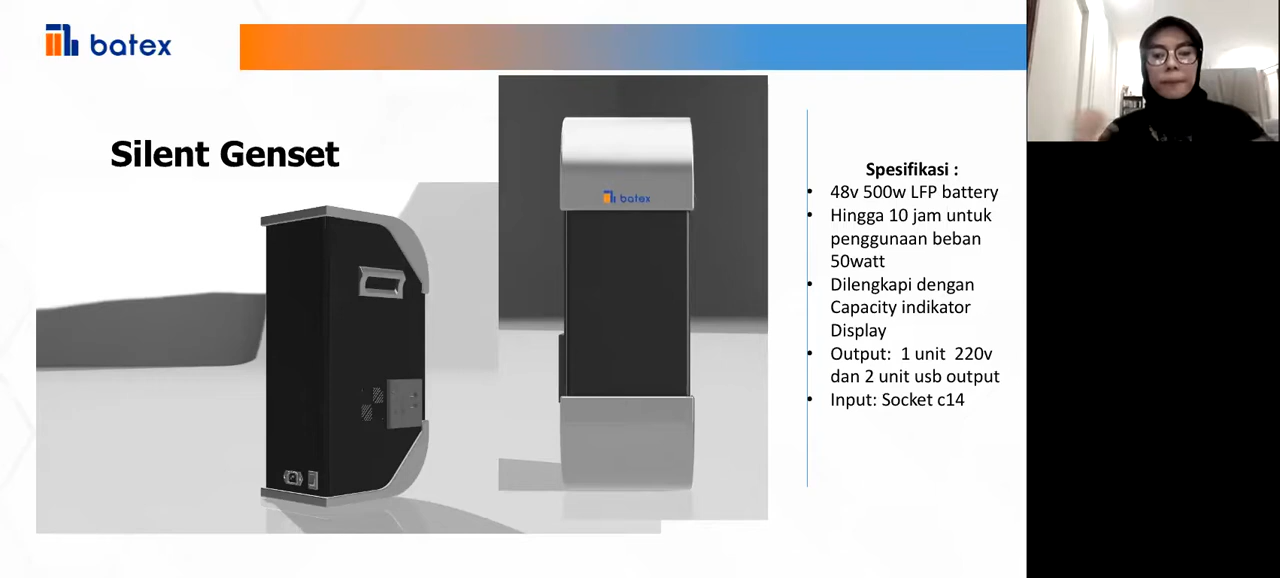 batex
Silent Genset
batex
Spesifikasi :
• 48v 500w LFP battery
• Hingga 10 jam untuk
penggunaan beban
50watt
• Dilengkapi dengan
Capacity indikator
Display
• Output: 1 unit 220v
dan 2 unit usb output
• Input: Socket c14